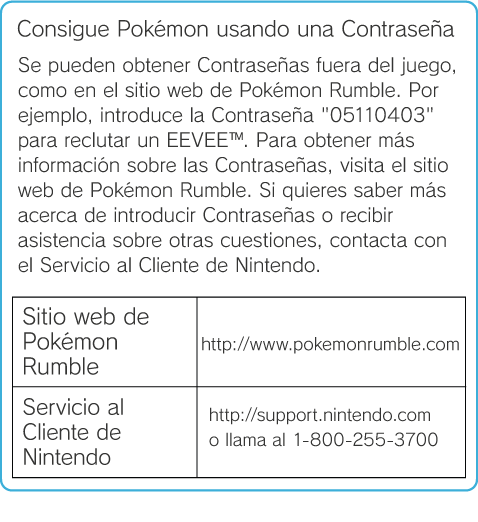 Consigue Pokémon usando una Contraseña
Se pueden obtener Contraseñas fuera del juego,
como en el sitio web de Pokémon Rumble. Por
ejemplo, introduce la Contraseña "05110403"
para reclutar un EEVEE™. Para obtener más
información sobre las Contraseñas, visita el sitio
web de Pokémon Rumble. Si quieres saber más
acerca de introducir Contraseñas o recibir
asistencia sobre otras cuestiones, contacta con
el Servicio al Cliente de Nintendo.
Sitio web de
Pokémon
Rumble
http://www.pokemonrumble.com
Servicio al
Cliente de
Nintendo
http://support.nintendo.com
o llama al 1-800-255-3700